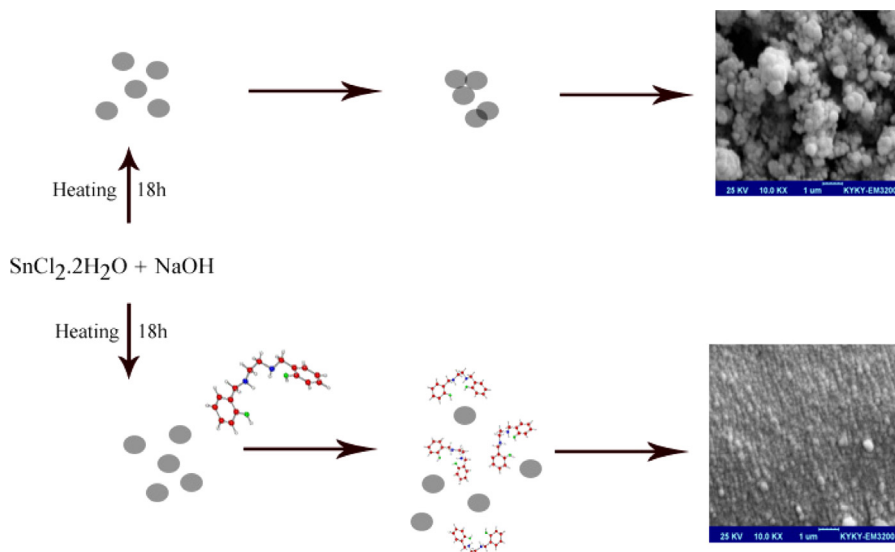 25 KV 10.0 KX 1 um KYKY-EM3200
Heating 18h
SnCl2.2H2O + NaOH
Heating 18h
25 KV 10.0 KX 1 um KYKY-EM3200